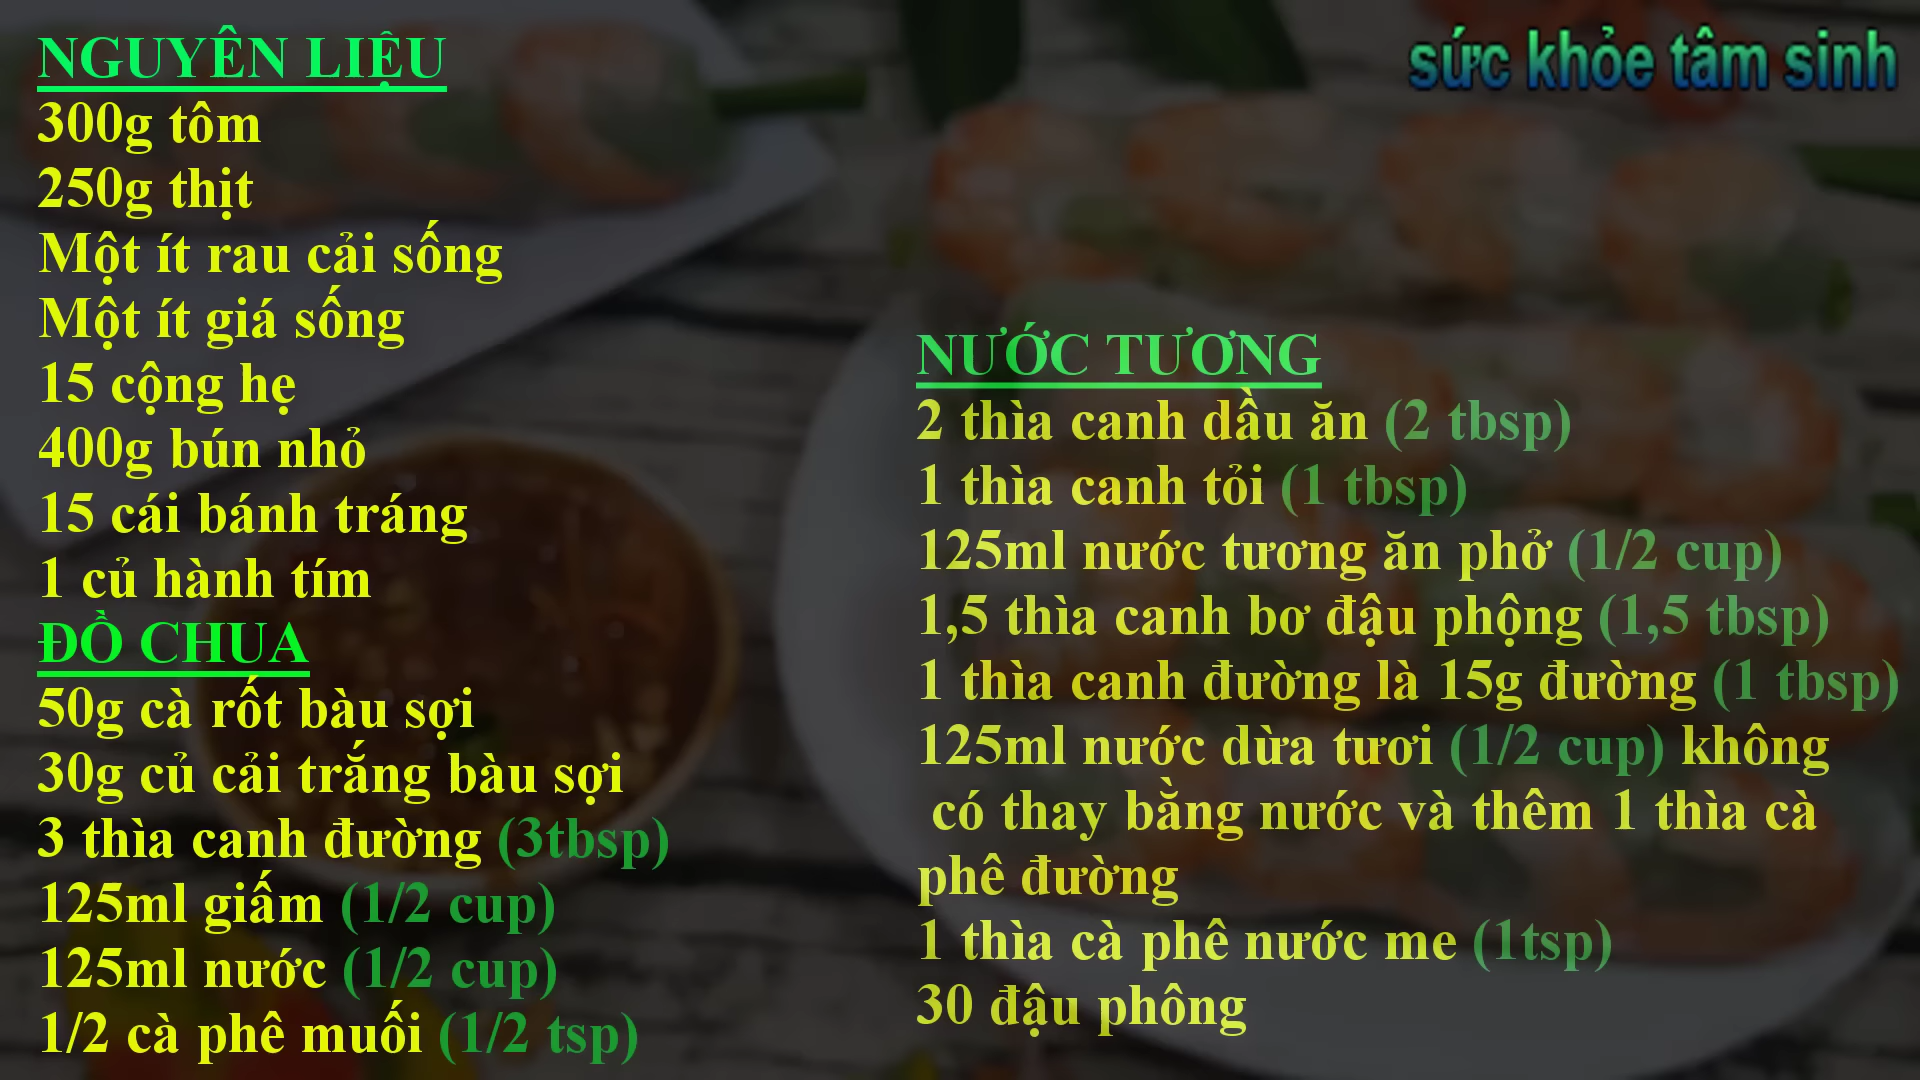 NGUYÊN LIỆU
300g tôm
250g thịt
Một ít rau cải sống
Một ít giá sống
15 cộng hẹ
400g bún nhỏ
15 cái bánh tráng
1 củ hành tím
ĐỒ CHUA
50g cà rốt bàu sợi
30g củ cải trắng bàu sợi
3 thìa canh đường (3tbsp)
125ml giấm (1/2 cup)
125ml nước (1/2 cup)
1/2 cà phê muối (1/2 tsp)
sức khỏe tâm sinh
NƯỚC TƯƠNG
2 thìa canh dầu ăn (2 tbsp)
1 thìa canh tỏi (1 tbsp)
125ml nước tương ăn phở (1/2 cup)
1,5 thìa canh bơ đậu phộng (1,5 tbsp)
1 thìa canh đường là 15g đường (1 tbsp)
125ml nước dừa tươi (1/2 cup) không
có thay bằng nước và thêm 1 thìa cà
phê đường
1 thìa cà phê nước me (1tsp)
30 đậu phông